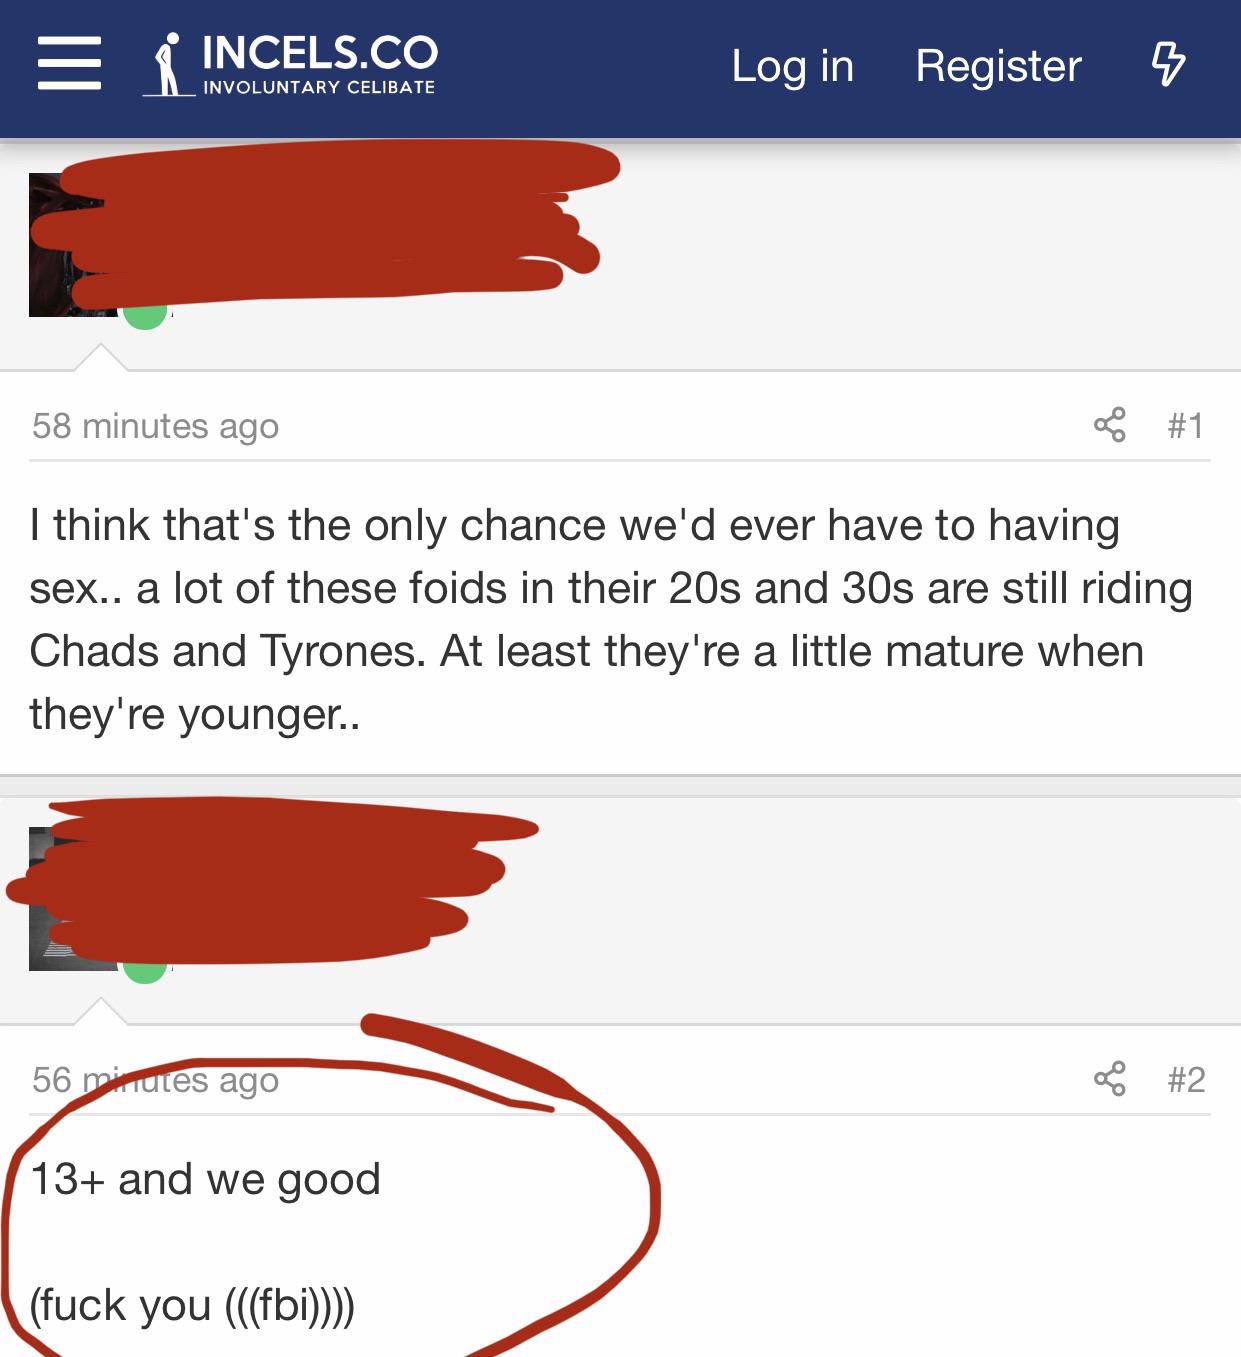 INCELS.CO
INVOLUNTARY CELIBATE
Log in
Register
58 minutes ago
#1
I think that's the only chance we'd ever have to having
sex.. a lot of these foids in their 20s and 30s are still riding
Chads and Tyrones. At least they're a little mature when
they're younger..
56 minutes ago
#2
13+ and we good
(fuck you (((fbi))))